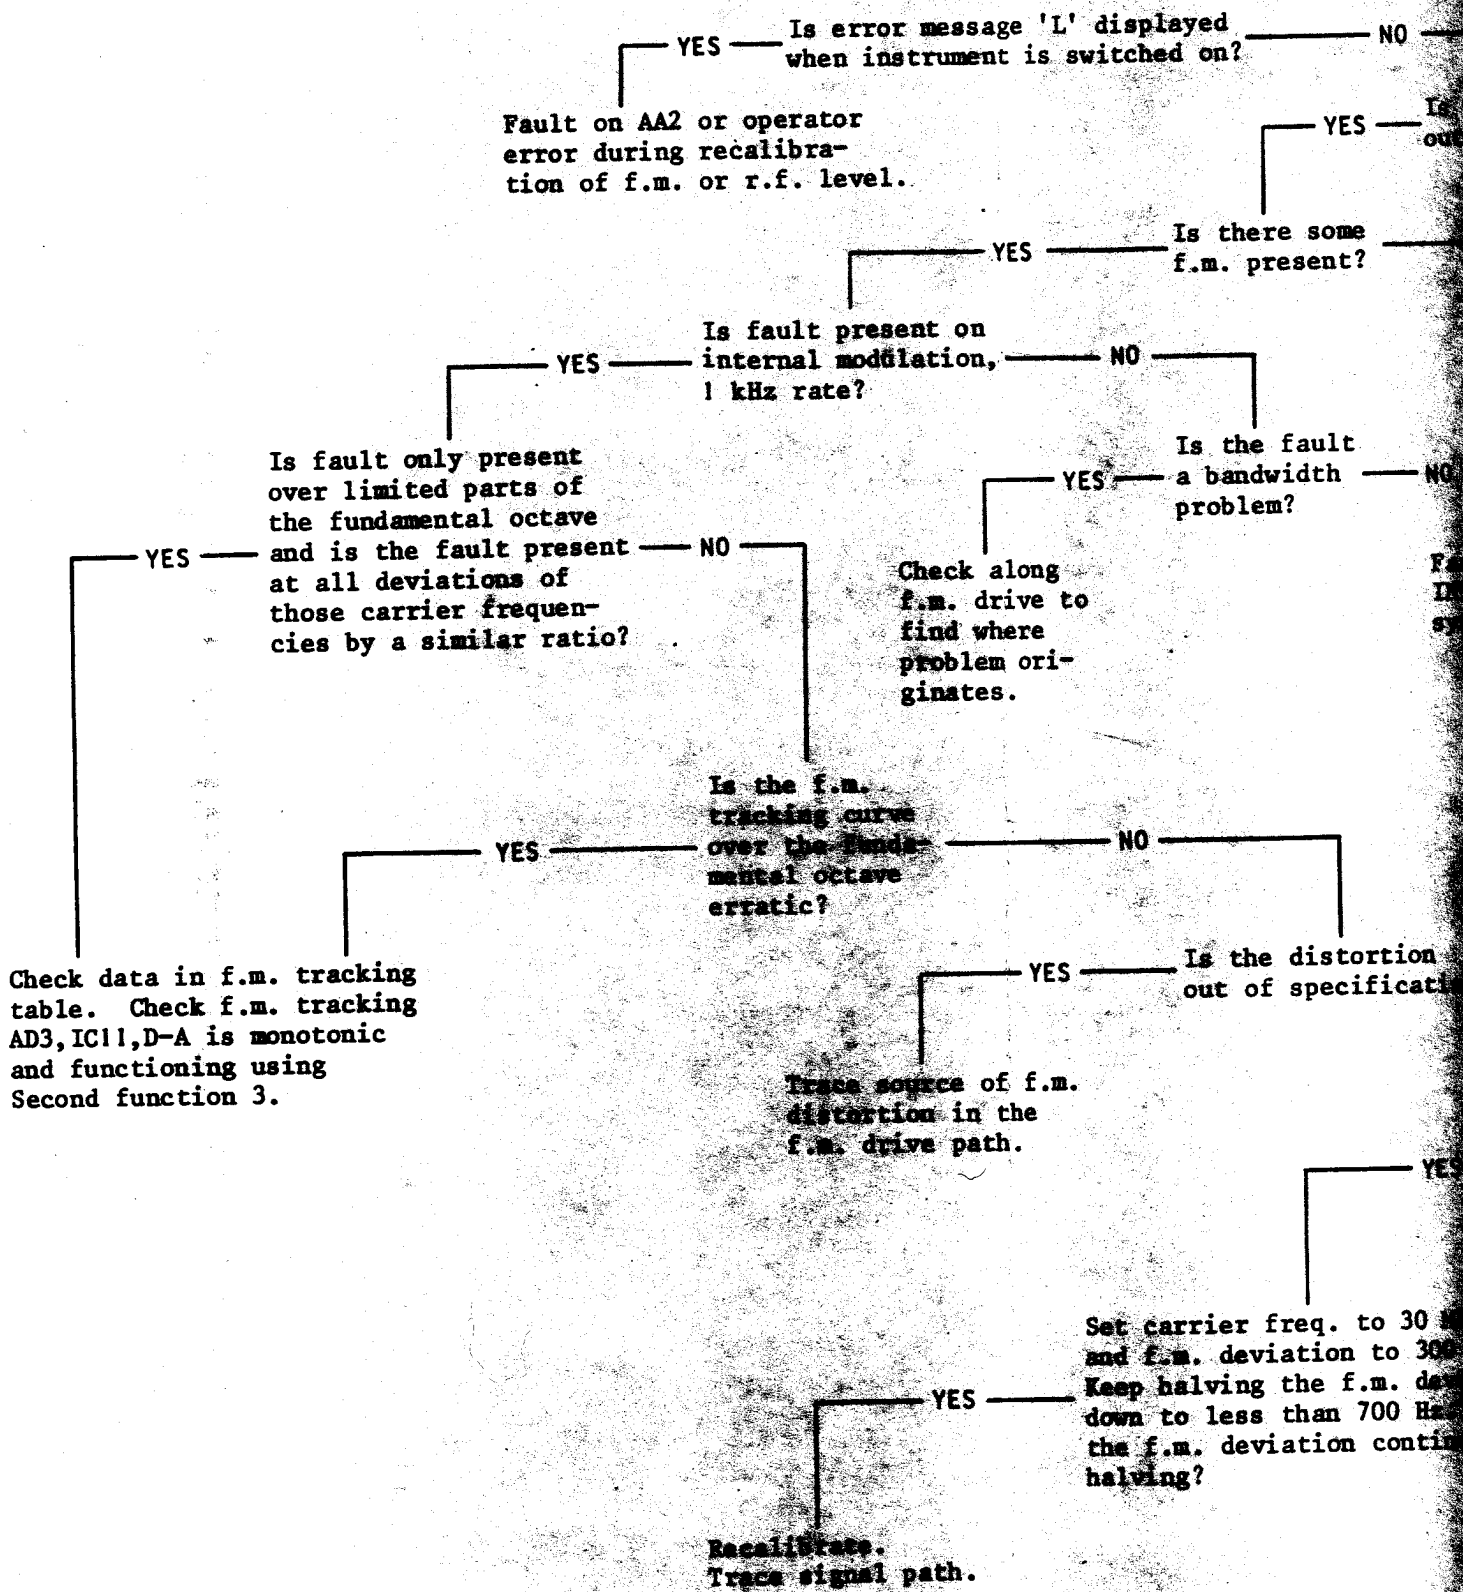 Is error message 'L' displayed
when instrument is switched on?
YES
NO
Fault on AA2 or operator
error during recalibra-
tion of f.m. or r.f. level.
YES
Is
out
Is there some
f.m. present?
YES
Is fault present on
internal modulation,
1 kHz rate?
YES
NO
Is the fault
a bandwidth
problem?
YES
NO
Is fault only present
over limited parts of
the fundamental octave
and is the fault present
at all deviations of
those carrier frequen-
cies by a similar ratio?
YES
NO
Check along
f.m. drive to
find where
problem ori-
ginates.
Is the f.m.
tracking curve
over the funda-
mental octave
erratic?
YES
NO
Check data in f.m. tracking
table. Check f.m. tracking
AD3,IC11,D-A is monotonic
and functioning using
Second function 3.
Is the distortion
out of
YES
Trace source of f.m.
distortion in the
f.m. drive path.
YES
Set carrier freq. to 30
and f.m. deviation to 300
Keep halving the f.m.
down to less than 700
the f.m. deviation
halving?
YES
Recalibrate.
Trace signal path.